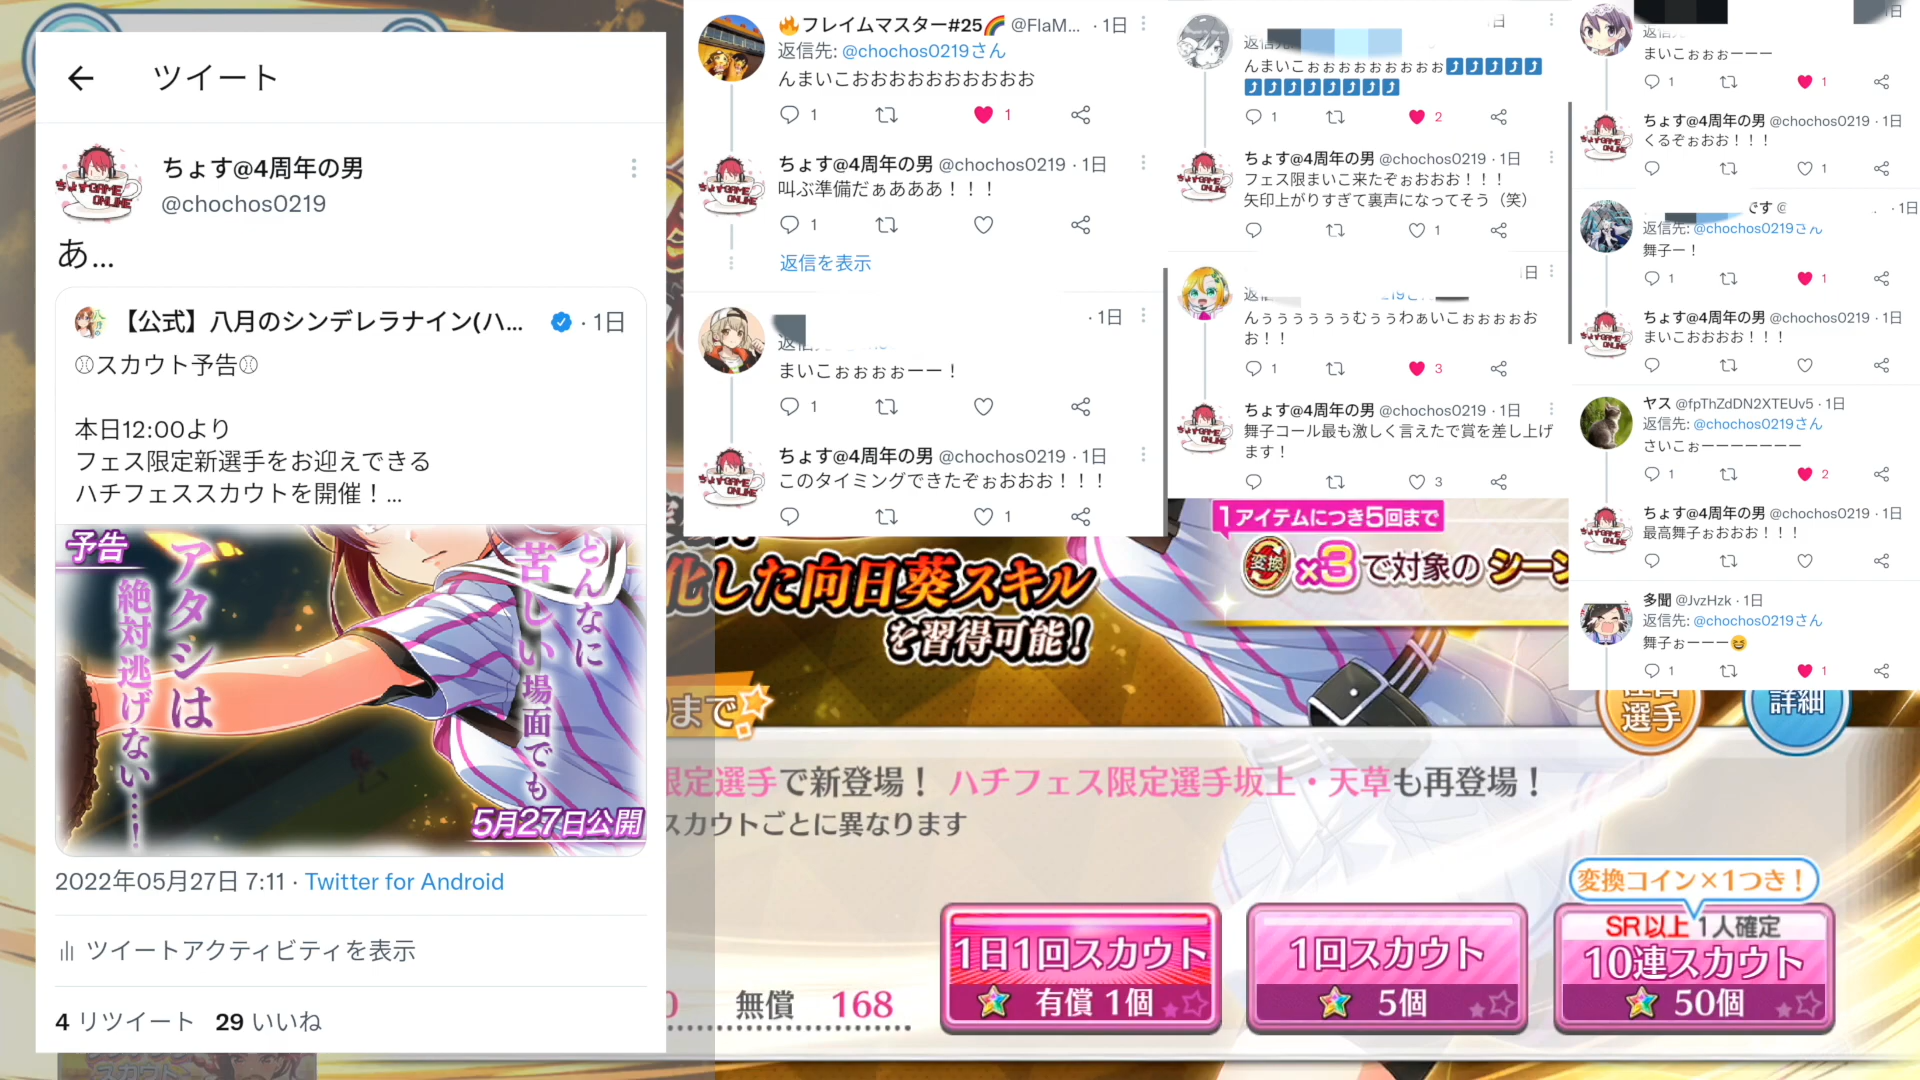 ツイート
ちょす@4周年の男
@chochos0219
あ...
【公式】八月のシンデレラナイン(ハ... · 1日
⚾スカウト予告⚾
本日12:00より
フェス限定新選手をお迎えできる
ハチフェススカウトを開催！...
予告
どんなに
苦しい場面でも
アタシは
絶対逃げない…！
5月27日公開
2022年05月27日 7:11 · Twitter for Android
ツイートアクティビティを表示
4 リツイート 29 いいね
🔥フレイムマスター#25🌈 @FlaM... · 1日
返信先: @chochos0219さん
んまいこおおおおおおおおおお
1 1
ちょす@4周年の男 @chochos0219 · 1日
叫ぶ準備だぁあああ！！！
1
返信を表示
· 1日
まいこぉぉぉぉーー！
1
ちょす@4周年の男 @chochos0219 · 1日
このタイミングできたぞぉおおお！！！
1
日
んまいこぉぉぉぉぉぉぉぉ⤴⤴⤴⤴⤴
⤴⤴⤴⤴⤴⤴⤴⤴
1 2
ちょす@4周年の男 @chochos0219 · 1日
フェス限まいこ来たぞぉおおお！！！
矢印上がりすぎて裏声になってそう（笑）
1
日
んぅぅぅぅぅぅむぅぅわぁいこぉぉぉぉお
お！！
1 3
ちょす@4周年の男 @chochos0219 · 1日
舞子コール最も激しく言えたで賞を差し上げ
ます！
3
日
まいこぉぉぉーーー
1 1
ちょす@4周年の男 @chochos0219 · 1日
くるぞぉおお！！！
1
です @ · 1日
返信先: @chochos0219さん
舞子ー！
1 1
ちょす@4周年の男 @chochos0219 · 1日
まいこおおおお！！！
ヤス @fpThZdDN2XTEUv5 · 1日
返信先: @chochos0219さん
さいこぉーーーーーーー
1 2
ちょす@4周年の男 @chochos0219 · 1日
最高舞子ぉおおお！！！
多聞 @JvzHzk · 1日
返信先: @chochos0219さん
舞子ぉーーー😆
1 1
1アイテムにつき5回まで
変換×3で対象のシーン
化した向日葵スキル
を習得可能！
まで
選手
詳細
限定選手で新登場！ ハチフェス限定選手坂上・天草も再登場！
スカウトごとに異なります
変換コイン×1つき！
1日1回スカウト
有償 1個
1回スカウト
5個
SR以上 1人確定
10連スカウト
50個
0 無償 168